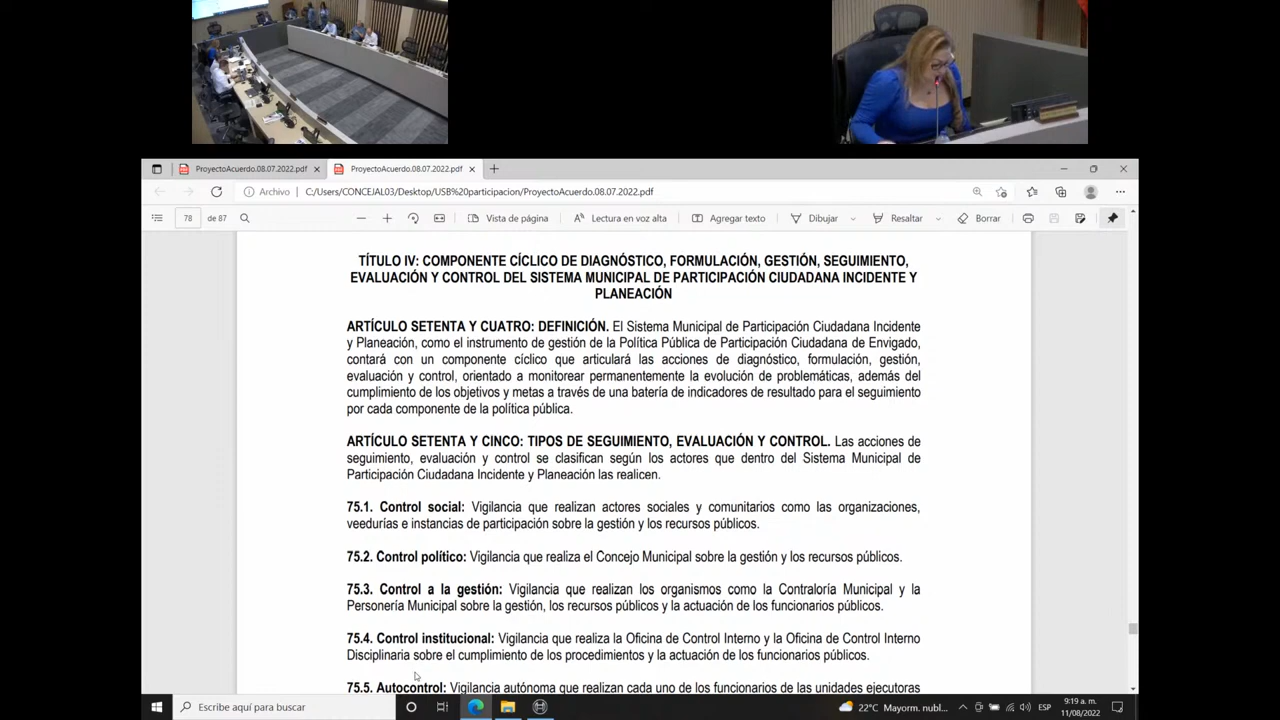 ProyectoAcuerdo.08.07.2022.pdf
ProyectoAcuerdo.08.07.2022.pdf
Archivo C:/Users/CONCEJAL03/Desktop/USB%20participacion/ProyectoAcuerdo.08.07.2022.pdf
78 de 87 Vista de página Lectura en voz alta Agregar texto Dibujar Resaltar Borrar
TÍTULO IV: COMPONENTE CÍCLICO DE DIAGNÓSTICO, FORMULACIÓN, GESTIÓN, SEGUIMIENTO,
EVALUACIÓN Y CONTROL DEL SISTEMA MUNICIPAL DE PARTICIPACIÓN CIUDADANA INCIDENTE Y
PLANEACIÓN
ARTÍCULO SETENTA Y CUATRO: DEFINICIÓN. El Sistema Municipal de Participación Ciudadana Incidente
y Planeación, como el instrumento de gestión de la Política Pública de Participación Ciudadana de Envigado,
contará con un componente cíclico que articulará las acciones de diagnóstico, formulación, gestión,
evaluación y control, orientado a monitorear permanentemente la evolución de problemáticas, además del
cumplimiento de los objetivos y metas a través de una batería de indicadores de resultado para el seguimiento
por cada componente de la política pública.
ARTÍCULO SETENTA Y CINCO: TIPOS DE SEGUIMIENTO, EVALUACIÓN Y CONTROL. Las acciones de
seguimiento, evaluación y control se clasifican según los actores que dentro del Sistema Municipal de
Participación Ciudadana Incidente y Planeación las realicen.
75.1. Control social: Vigilancia que realizan actores sociales y comunitarios como las organizaciones,
veedurías e instancias de participación sobre la gestión y los recursos públicos.
75.2. Control político: Vigilancia que realiza el Concejo Municipal sobre la gestión y los recursos públicos.
75.3. Control a la gestión: Vigilancia que realizan los organismos como la Contraloría Municipal y la
Personería Municipal sobre la gestión, los recursos públicos y la actuación de los funcionarios públicos.
75.4. Control institucional: Vigilancia que realiza la Oficina de Control Interno y la Oficina de Control Interno
Disciplinaria sobre el cumplimiento de los procedimientos y la actuación de los funcionarios públicos.
75.5. Autocontrol: Vigilancia autónoma que realizan cada uno de los funcionarios de las unidades ejecutoras
Escribe aquí para buscar
22°C Mayorm. nubl... ESP
9:19 a.m.
11/08/2022